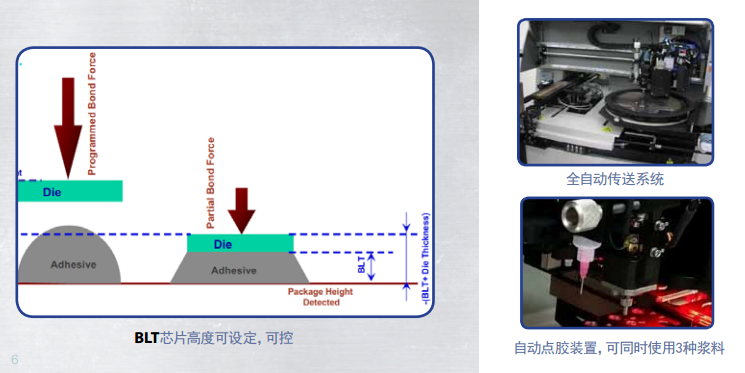 Programmed Bond Force
Die
Adhesive
Partial Bond Force
Die
Adhesive
BLT
-(BLT+ Die Thickness)
Package Height
Detected
BLT芯片高度可设定, 可控
6
全自动传送系统
自动点胶装置, 可同时使用3种浆料